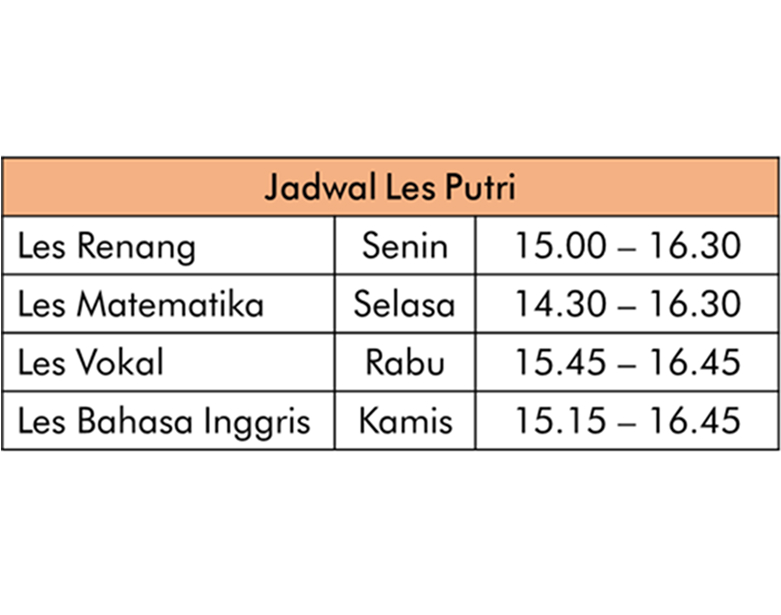 Jadwal Les Putri
Les Renang Senin 15.00 – 16.30
Les Matematika Selasa 14.30 – 16.30
Les Vokal Rabu 15.45 – 16.45
Les Bahasa Inggris Kamis 15.15 – 16.45